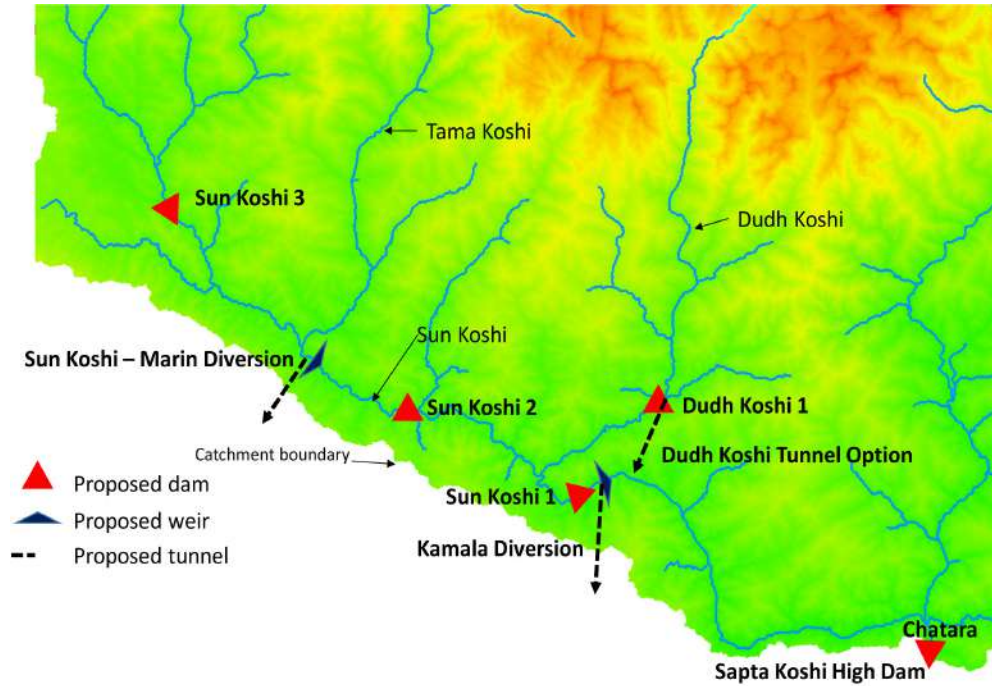 Tama Koshi
Sun Koshi 3
Dudh Koshi
Sun Koshi
Sun Koshi – Marin Diversion
Sun Koshi 2
Dudh Koshi 1
Catchment boundary
Dudh Koshi Tunnel Option
Proposed dam
Sun Koshi 1
Proposed weir
Kamala Diversion
Proposed tunnel
Chatara
Sapta Koshi High Dam